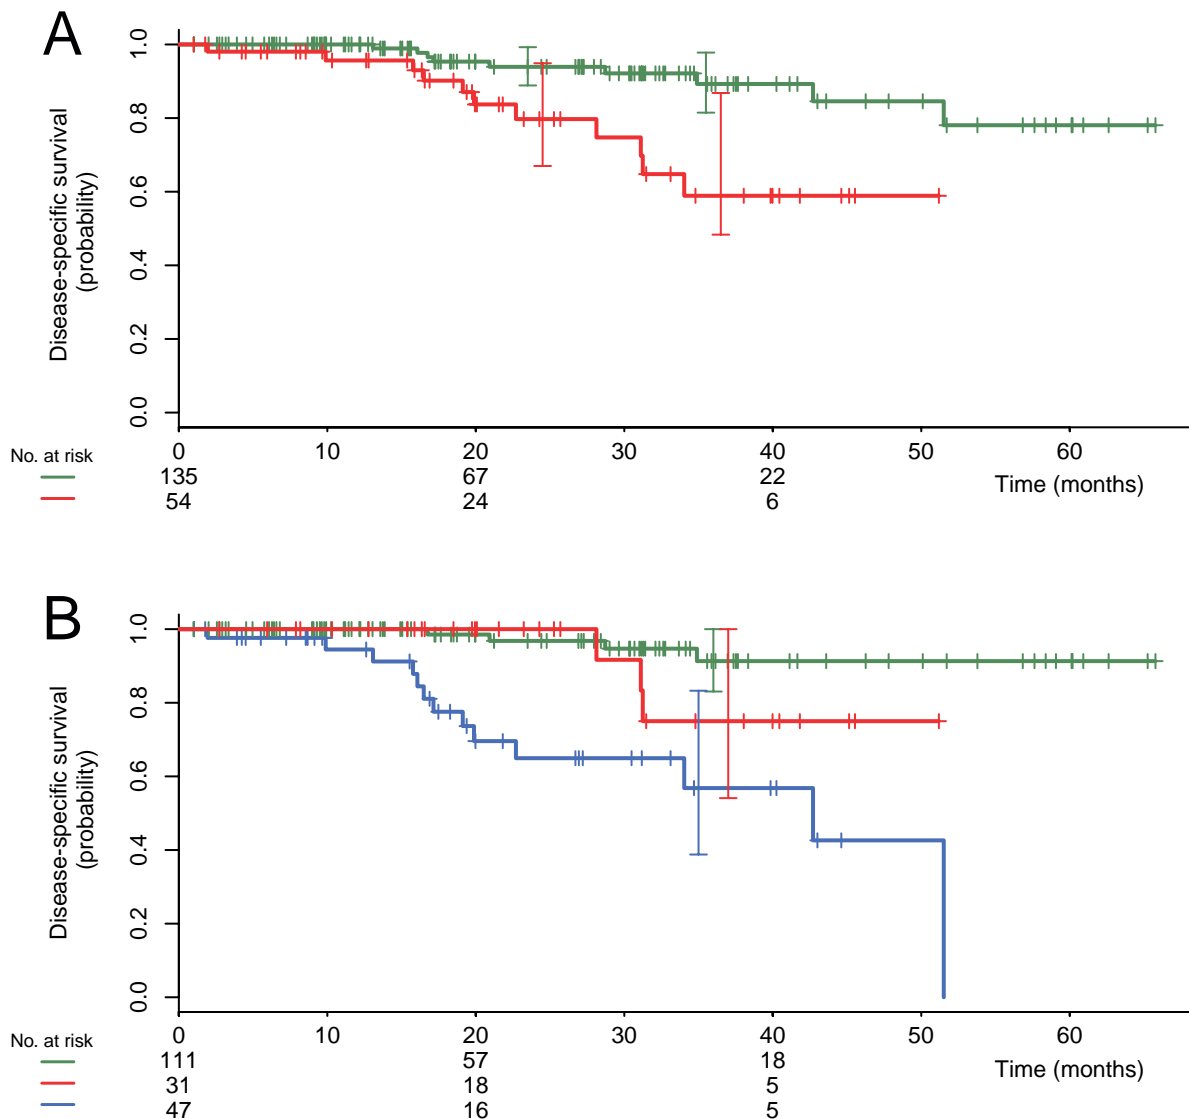 A
Disease-specific survival
(probability)
1.0
0.8
0.6
0.4
0.2
0.0
0 10 20 30 40 50 60
No. at risk
Time (months)
135 67 22
54 24 6
B
Disease-specific survival
(probability)
1.0
0.8
0.6
0.4
0.2
0.0
0 10 20 30 40 50 60
No. at risk
Time (months)
111 57 18
31 18 5
47 16 5